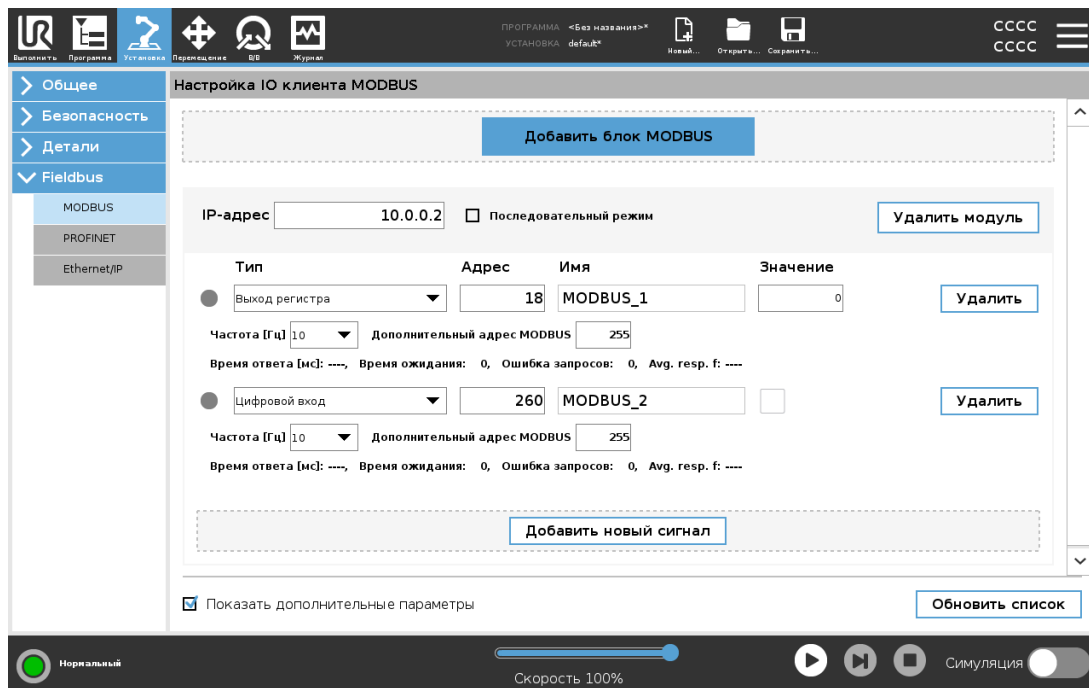 ПРОГРАММА <Без названия>*
УСТАНОВКА default*
Выполнить Программа Установка Перемещение В/В Журнал Новый... Открыть... Сохранить...
CCCC
CCCC
Общее
Безопасность
Детали
Fieldbus
MODBUS
PROFINET
Ethernet/IP
Настройка IO клиента MODBUS
Добавить блок MODBUS
IP-адрес 10.0.0.2 Последовательный режим Удалить модуль
Тип Адрес Имя Значение
Выход регистра 18 MODBUS_1 0 Удалить
Частота [Гц] 10 Дополнительный адрес MODBUS 255
Время ответа [мс]: ----, Время ожидания: 0, Ошибка запросов: 0, Avg. resp. f: ----
Цифровой вход 260 MODBUS_2 Удалить
Частота [Гц] 10 Дополнительный адрес MODBUS 255
Время ответа [мс]: ----, Время ожидания: 0, Ошибка запросов: 0, Avg. resp. f: ----
Добавить новый сигнал
Показать дополнительные параметры Обновить список
Нормальный
Скорость 100%
Симуляция